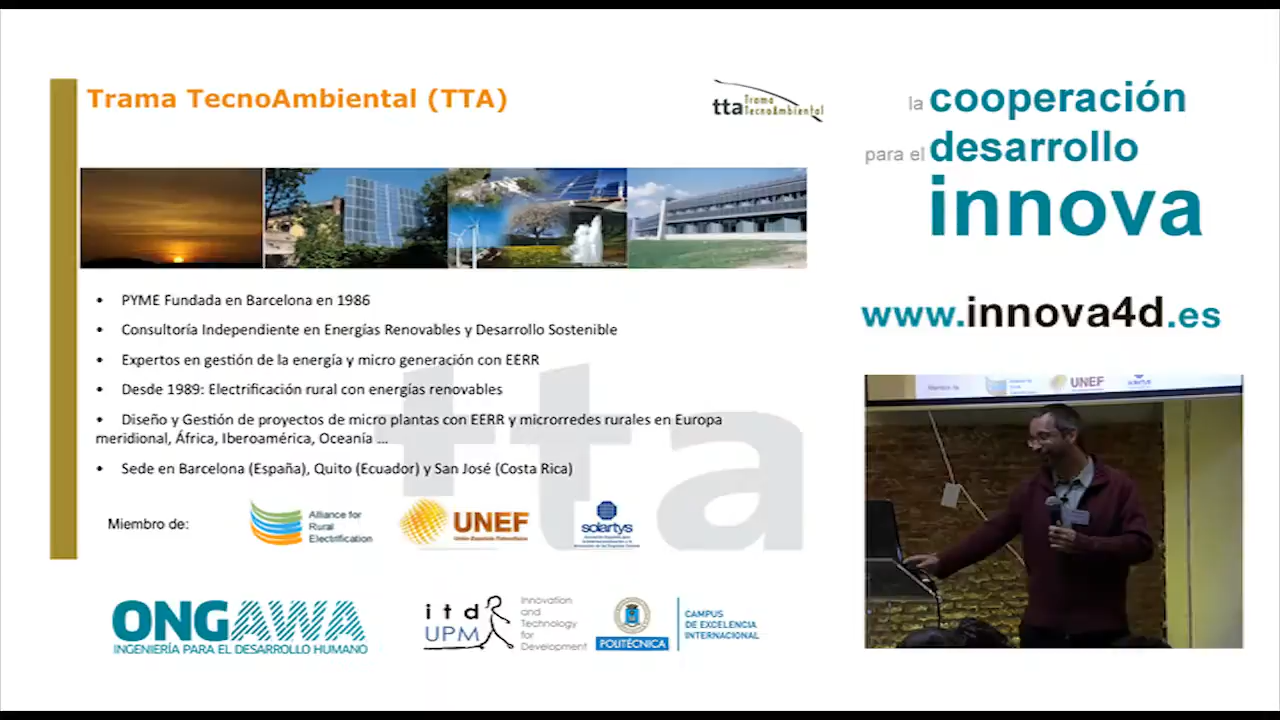 Trama TecnoAmbiental (TTA)
tta Trama
TecnoAmbiental
la cooperación
para el desarrollo
innova
www.innova4d.es
• PYME Fundada en Barcelona en 1986
• Consultoría Independiente en Energías Renovables y Desarrollo Sostenible
• Expertos en gestión de la energía y micro generación con EERR
• Desde 1989: Electrificación rural con energías renovables
• Diseño y Gestión de proyectos de micro plantas con EERR y microrredes rurales en Europa
meridional, África, Iberoamérica, Oceanía ...
• Sede en Barcelona (España), Quito (Ecuador) y San José (Costa Rica)
tta
Miembro de:
Alliance for
Rural
Electrification
UNEF
Unión Española Fotovoltaica
solartys
Miembro de
UNEF
ONGAWA
INGENIERÍA PARA EL DESARROLLO HUMANO
itd
UPM
Innovation
and
Technology
for
Development
POLITÉCNICA
CAMPUS
DE EXCELENCIA
INTERNACIONAL